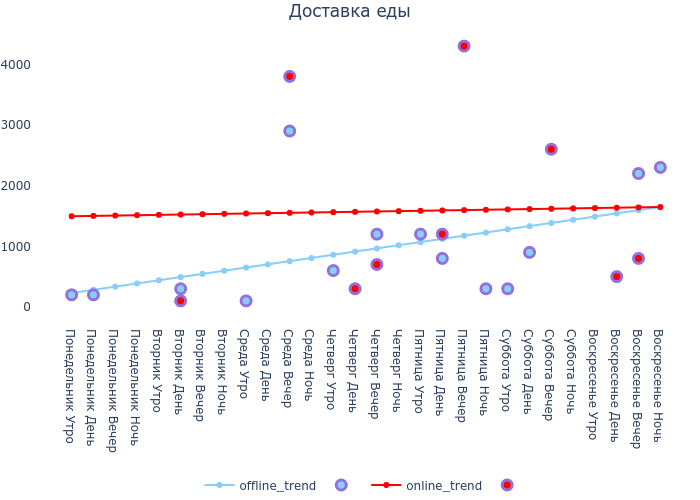 Доставка еды
4000
3000
2000
1000
0
Понедельник Утро
Понедельник День
Понедельник Вечер
Понедельник Ночь
Вторник Утро
Вторник День
Вторник Вечер
Вторник Ночь
Среда Утро
Среда День
Среда Вечер
Среда Ночь
Четверг Утро
Четверг День
Четверг Вечер
Четверг Ночь
Пятница Утро
Пятница День
Пятница Вечер
Пятница Ночь
Суббота Утро
Суббота День
Суббота Вечер
Суббота Ночь
Воскресенье Утро
Воскресенье День
Воскресенье Вечер
Воскресенье Ночь
offline_trend
online_trend